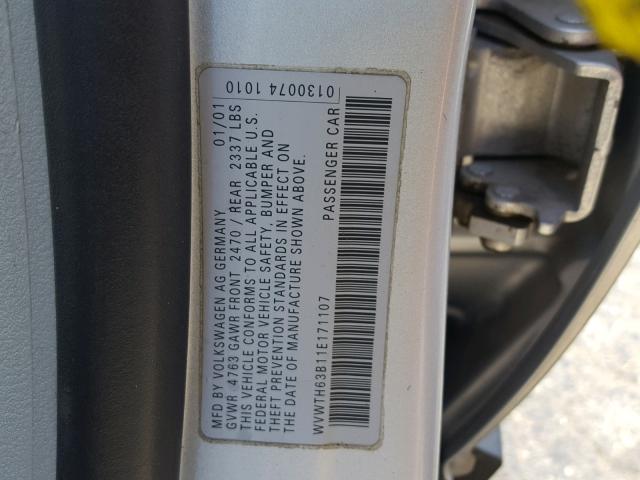 MFD BY VOLKSWAGEN AG GERMANY 01/01
GVWR 4763 GAWR FRONT 2470 / REAR 2337 LBS
THIS VEHICLE CONFORMS TO ALL APPLICABLE U.S.
FEDERAL MOTOR VEHICLE SAFETY, BUMPER AND
THEFT PREVENTION STANDARDS IN EFFECT ON
THE DATE OF MANUFACTURE SHOWN ABOVE.
WVWTH63B11E171107 PASSENGER CAR
0130074 1010